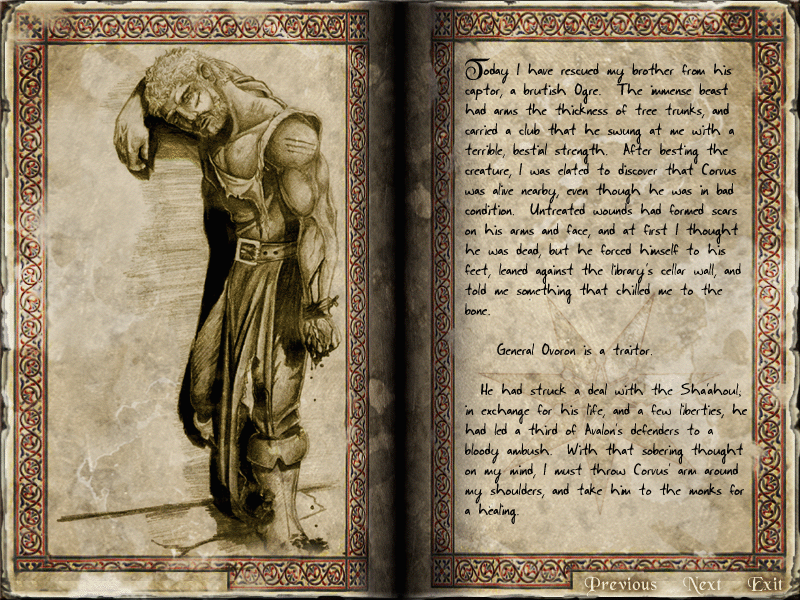 Today I have rescued my brother from his
captor, a brutish Ogre. The immense beast
had arms the thickness of tree trunks, and
carried a club that he swung at me with a
terrible, bestial strength. After besting the
creature, I was elated to discover that Corvus
was alive nearby, even though he was in bad
condition. Untreated wounds had formed scars
on his arms and face, and at first I thought
he was dead, but he forced himself to his
feet, leaned against the library's cellar wall, and
told me something that chilled me to the
bone.
General Ovoron is a traitor.
He had struck a deal with the Sha'ahoul;
in exchange for his life, and a few liberties, he
had led a third of Avalon's defenders to a
bloody ambush. With that sobering thought
on my mind, I must throw Corvus' arm around
my shoulders, and take him to the monks for
a healing.
Previous Next Exit